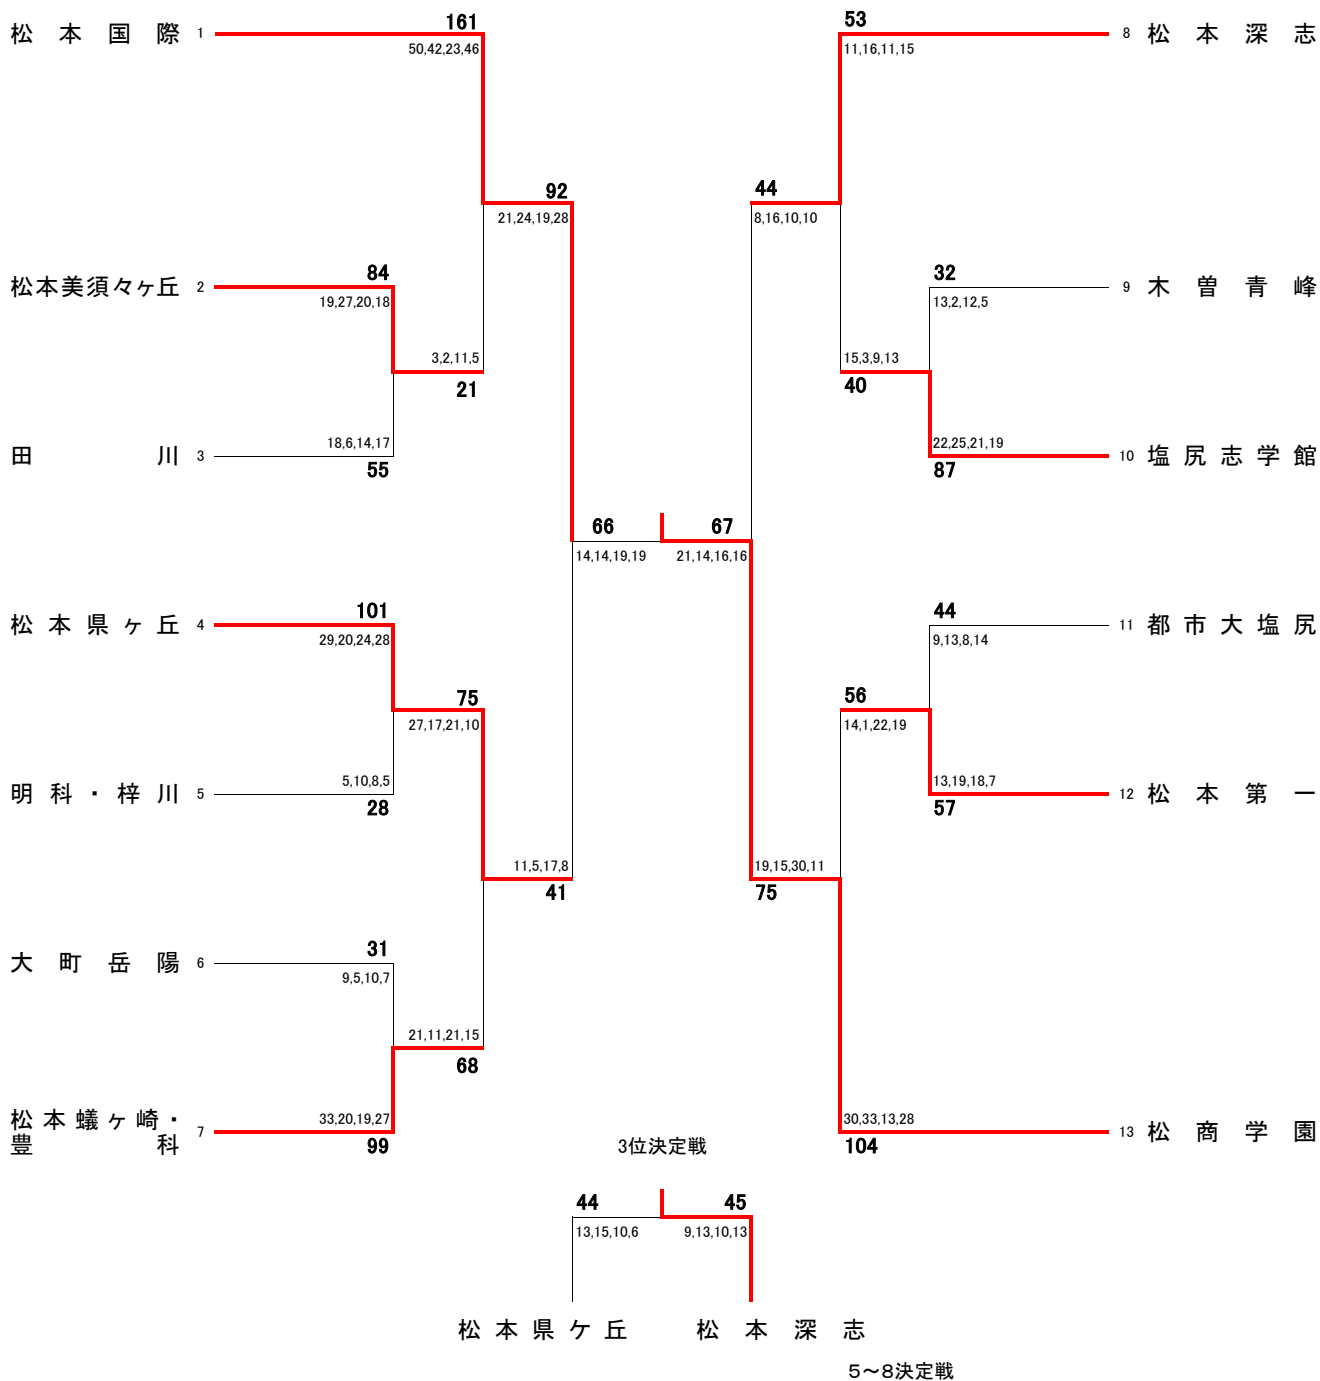 161
53
松本国際 1
8 松本深志
50,42,23,46
11,16,11,15
92
44
21,24,19,28
8,16,10,10
84
32
松本美須々ヶ丘 2
9 木曽青峰
19,27,20,18
13,2,12,5
3,2,11,5
15,3,9,13
21
40
18,6,14,17
22,25,21,19
田川 3
10 塩尻志学館
55
87
66
67
14,14,19,19
21,14,16,16
101
44
松本県ヶ丘 4
11 都市大塩尻
29,20,24,28
9,13,8,14
75
56
27,17,21,10
14,1,22,19
5,10,8,5
13,19,18,7
明科・梓川 5
12 松本第一
28
57
11,5,17,8
19,15,30,11
41
75
31
大町岳陽 6
9,5,10,7
21,11,21,15
68
33,20,19,27
30,33,13,28
松本蟻ヶ崎・
豊科
7
13 松商学園
99
104
3位決定戦
44
45
13,15,10,6
9,13,10,13
松本県ケ丘
松本深志
5～8決定戦